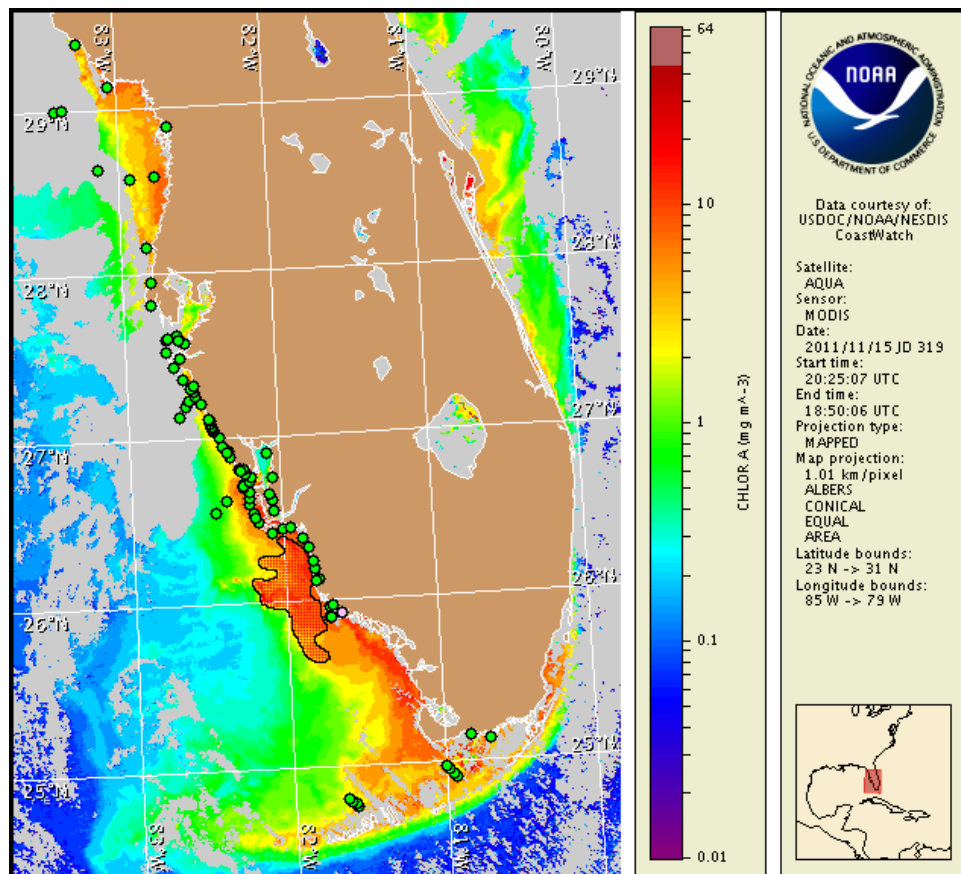 83°W
82°W
81°W
80°W
29°N
29°N
28°N
28°N
27°N
27°N
26°N
26°N
25°N
25°N
83°W
82°W
81°W
64
10
1
0.1
0.01
CHLOR A (mg m^-3)
NATIONAL OCEANIC AND ATMOSPHERIC ADMINISTRATION
NOAA
U.S. DEPARTMENT OF COMMERCE
Data courtesy of:
USDOC/NOAA/NESDIS
CoastWatch
Satellite:
AQUA
Sensor:
MODIS
Date:
2011/11/15 JD 319
Start time:
20:25:07 UTC
End time:
18:50:06 UTC
Projection type:
MAPPED
Map projection:
1.01 km/pixel
ALBERS
CONICAL
EQUAL
AREA
Latitude bounds:
23 N -> 31 N
Longitude bounds:
85 W -> 79 W